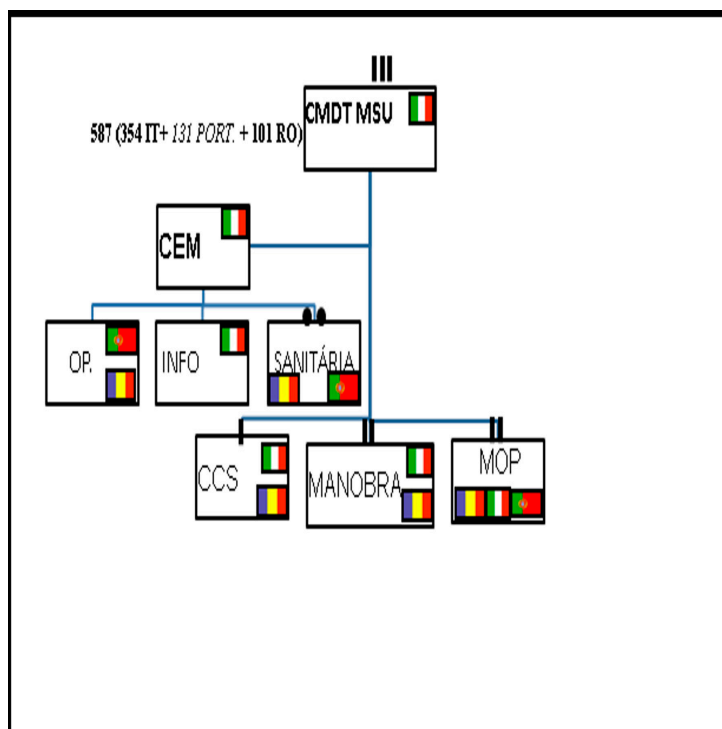 III
CMDT MSU
587 (354 IT+ 131 PORT. + 101 RO)
CEM
OP.
INFO
SANITÁRIA
CCS
MANOBRA
MOP